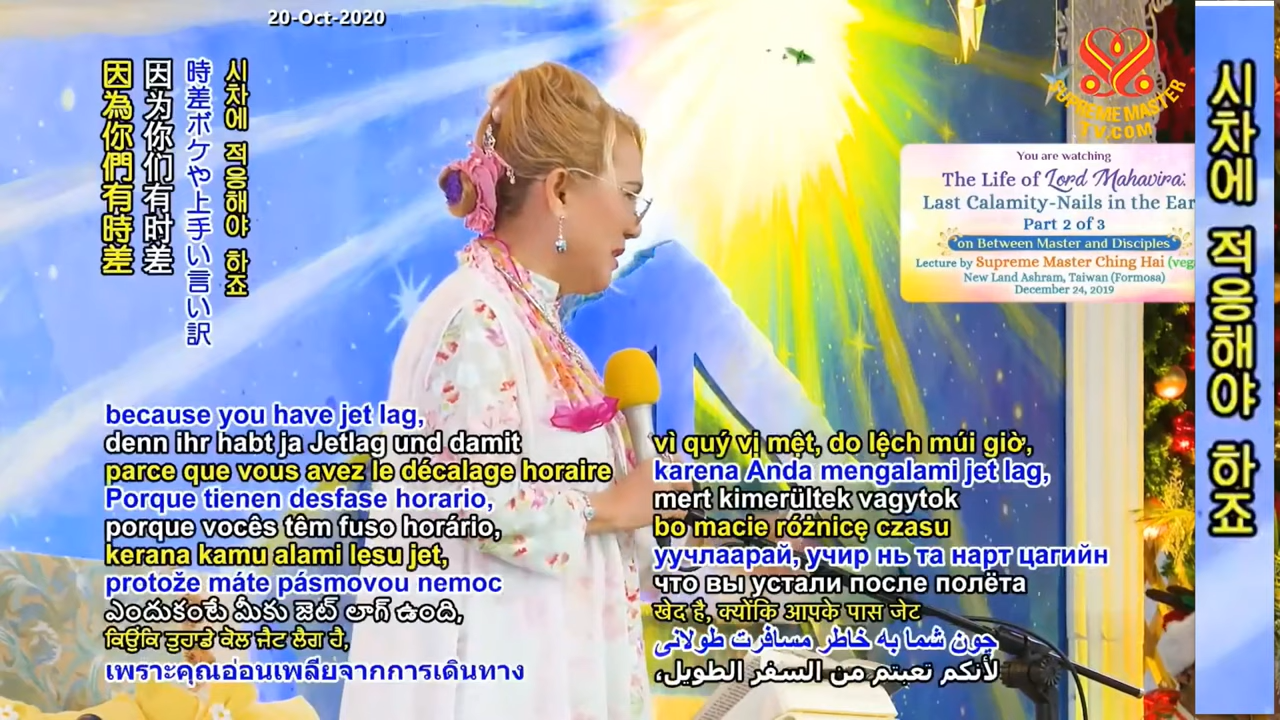 20-Oct-2020
因為你們有時差
因为你们有时差
時差ボケや上手い言い訳
시차에 적응해야 하죠
SUPREME MASTER
TV.COM
You are watching
The Life of Lord Mahavira:
Last Calamity-Nails in the Ear
Part 2 of 3
on Between Master and Disciples
Lecture by Supreme Master Ching Hai (veg
New Land Ashram, Taiwan (Formosa)
December 24, 2019
시차에 적응해야 하죠
because you have jet lag,
denn ihr habt ja Jetlag und damit
parce que vous avez le décalage horaire
Porque tienen desfase horario,
porque vocês têm fuso horário,
kerana kamu alami lesu jet,
protože máte pásmovou nemoc
ఎందుకంటే మీకు జెట్ లాగ్ ఉంది,
ਕਿਉਂਕਿ ਤੁਹਾਡੇ ਕੋਲ ਜੈਟ ਲੈਗ ਹੈ,
เพราะคุณอ่อนเพลียจากการเดินทาง
vì quý vị mệt, do lệch múi giờ,
karena Anda mengalami jet lag,
mert kimerültek vagytok
bo macie różnicę czasu
уучлаарай, учир нь та нарт цагийн
что вы устали после полёта
खेद है, क्योंकि आपके पास जेट
چون شما به خاطر مسافرت طولانی
لأنكم تعبتم من السفر الطويل،